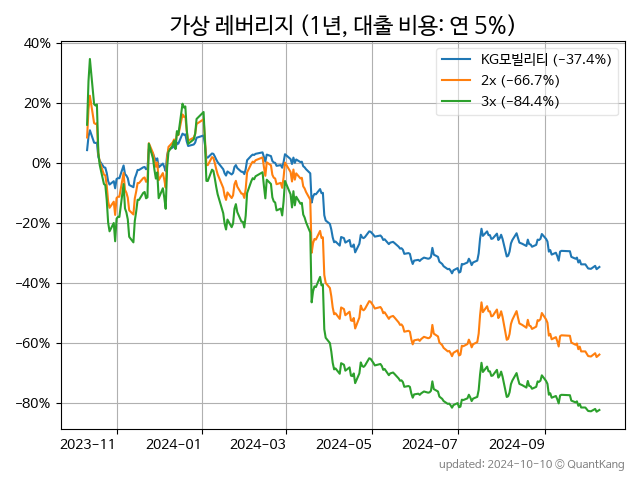 가상 레버리지 (1년, 대출 비용: 연 5%)
KG모빌리티 (-37.4%)
2x (-66.7%)
3x (-84.4%)
40%
20%
0%
-20%
-40%
-60%
-80%
2023-11
2024-01
2024-03
2024-05
2024-07
2024-09
updated: 2024-10-10 © QuantKang